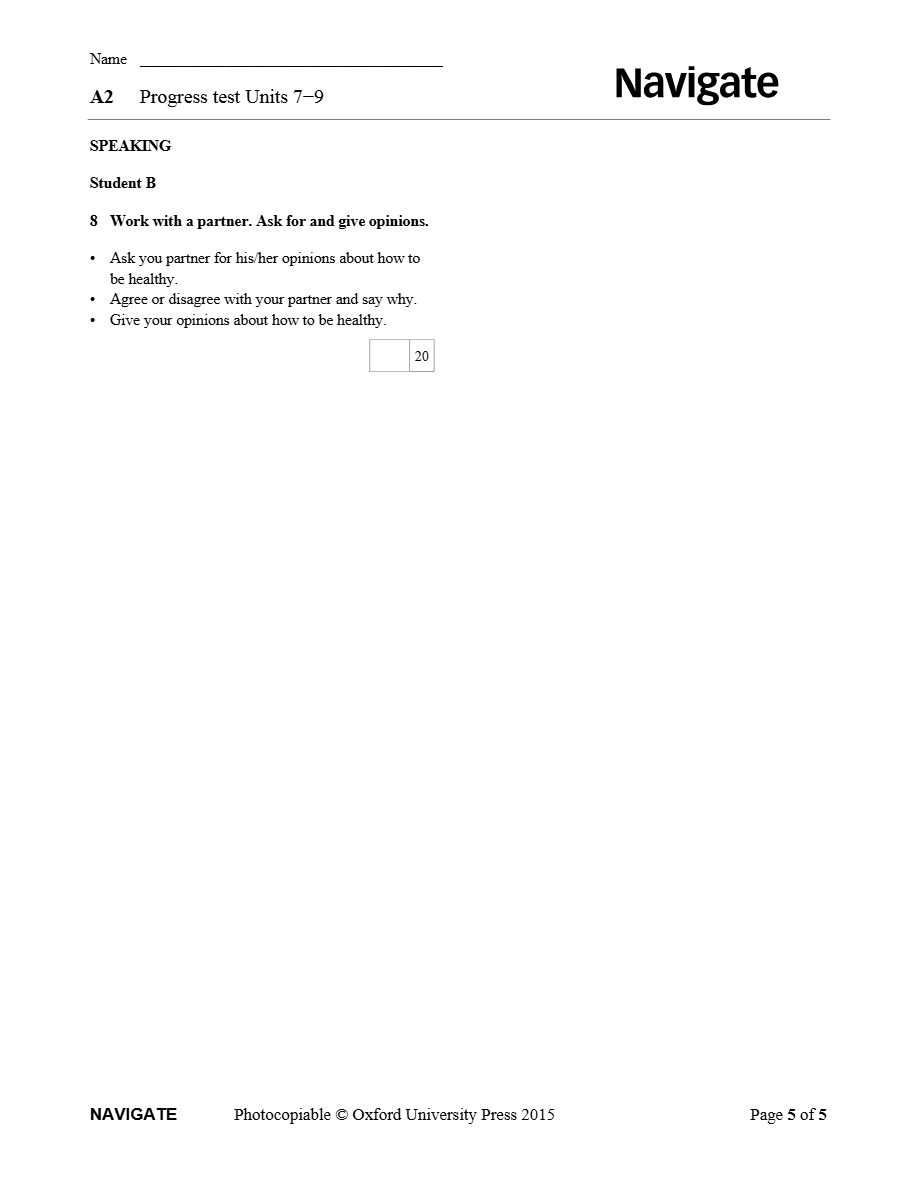 Name ______________________________________
Navigate
A2 Progress test Units 7−9
SPEAKING
Student B
8 Work with a partner. Ask for and give opinions.
• Ask you partner for his/her opinions about how to
be healthy.
• Agree or disagree with your partner and say why.
• Give your opinions about how to be healthy.
20
NAVIGATE Photocopiable © Oxford University Press 2015 Page 5 of 5